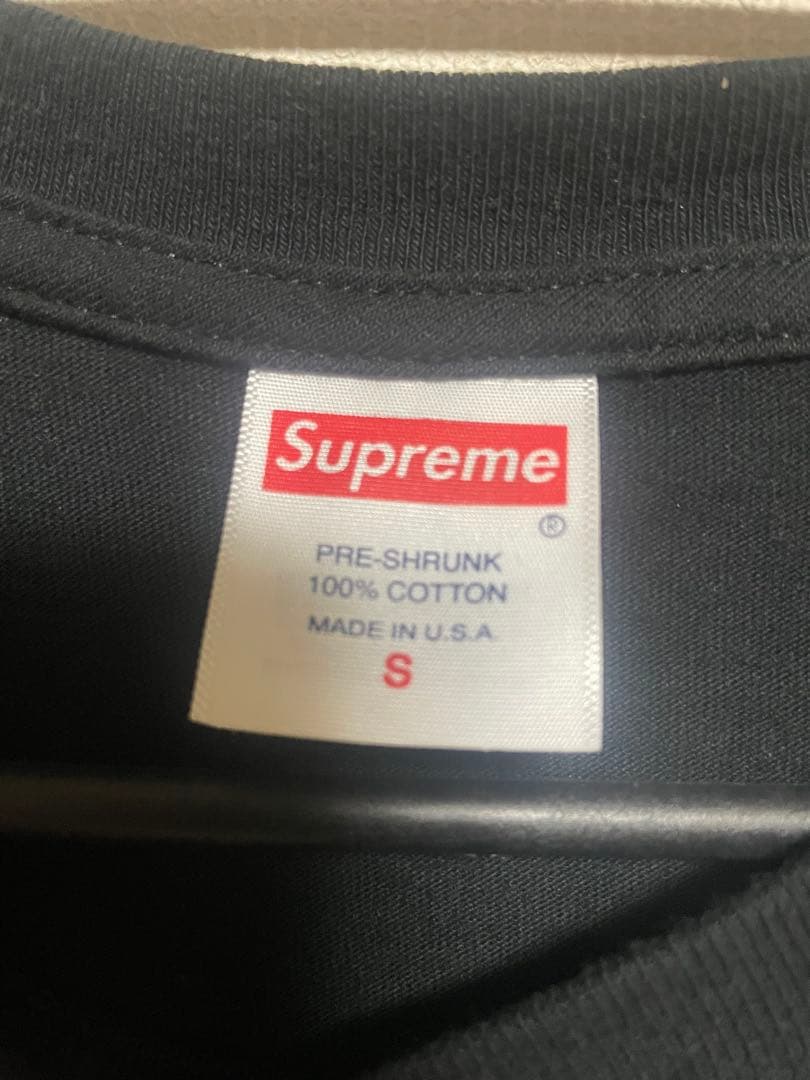 Supreme
®
PRE-SHRUNK
100% COTTON
MADE IN U.S.A
S